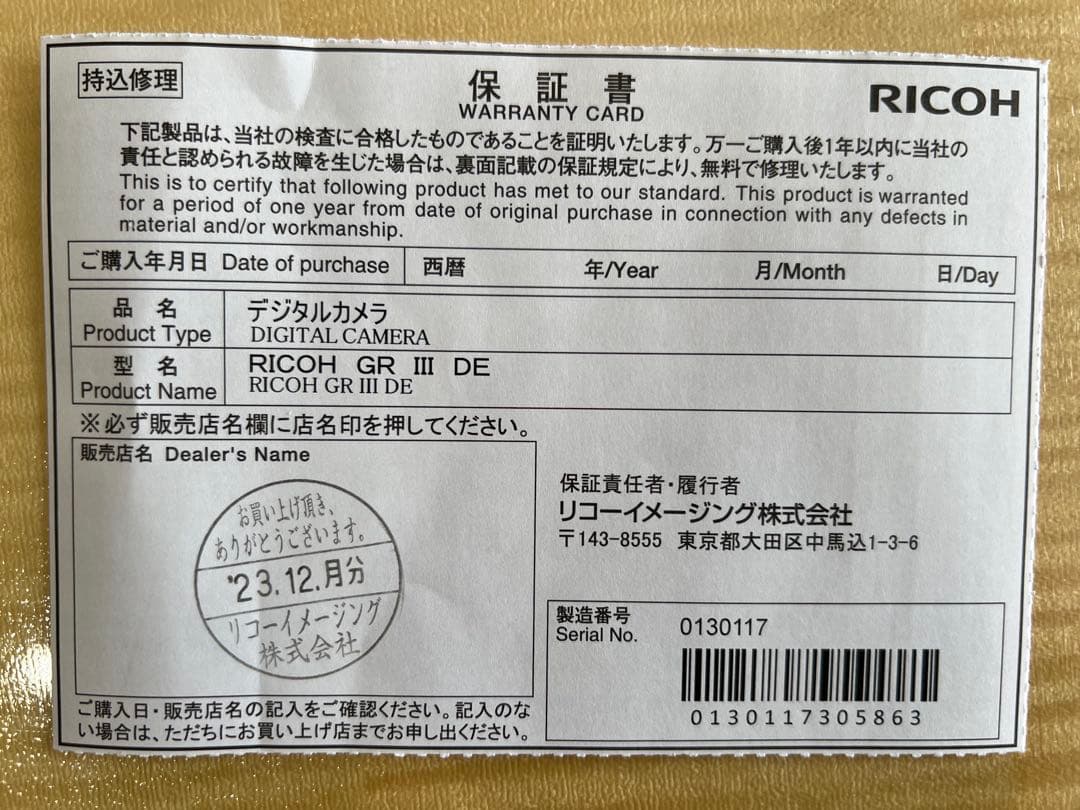 持込修理
保証書
WARRANTY CARD
RICOH
下記製品は、当社の検査に合格したものであることを証明いたします。万一ご購入後1年以内に当社の
責任と認められる故障を生じた場合は、裏面記載の保証規定により、無料で修理いたします。
This is to certify that following product has met to our standard. This product is warranted
for a period of one year from date of original purchase in connection with any defects in
material and/or workmanship.
ご購入年月日 Date of purchase 西暦 年/Year 月/Month 日/Day
品名 デジタルカメラ
Product Type DIGITAL CAMERA
型名 RICOH GR III DE
Product Name RICOH GR III DE
※必ず販売店名欄に店名印を押してください。
販売店名 Dealer's Name
お買い上げ頂き、
ありがとうございます。
'23.12.月分
リコーイメージング
株式会社
ご購入日・販売店名の記入をご確認ください。記入のな
い場合は、ただちにお買い上げ店までお申し出ください。
保証責任者・履行者
リコーイメージング株式会社
〒143-8555 東京都大田区中馬込1-3-6
製造番号
Serial No. 0130117
0130117305863